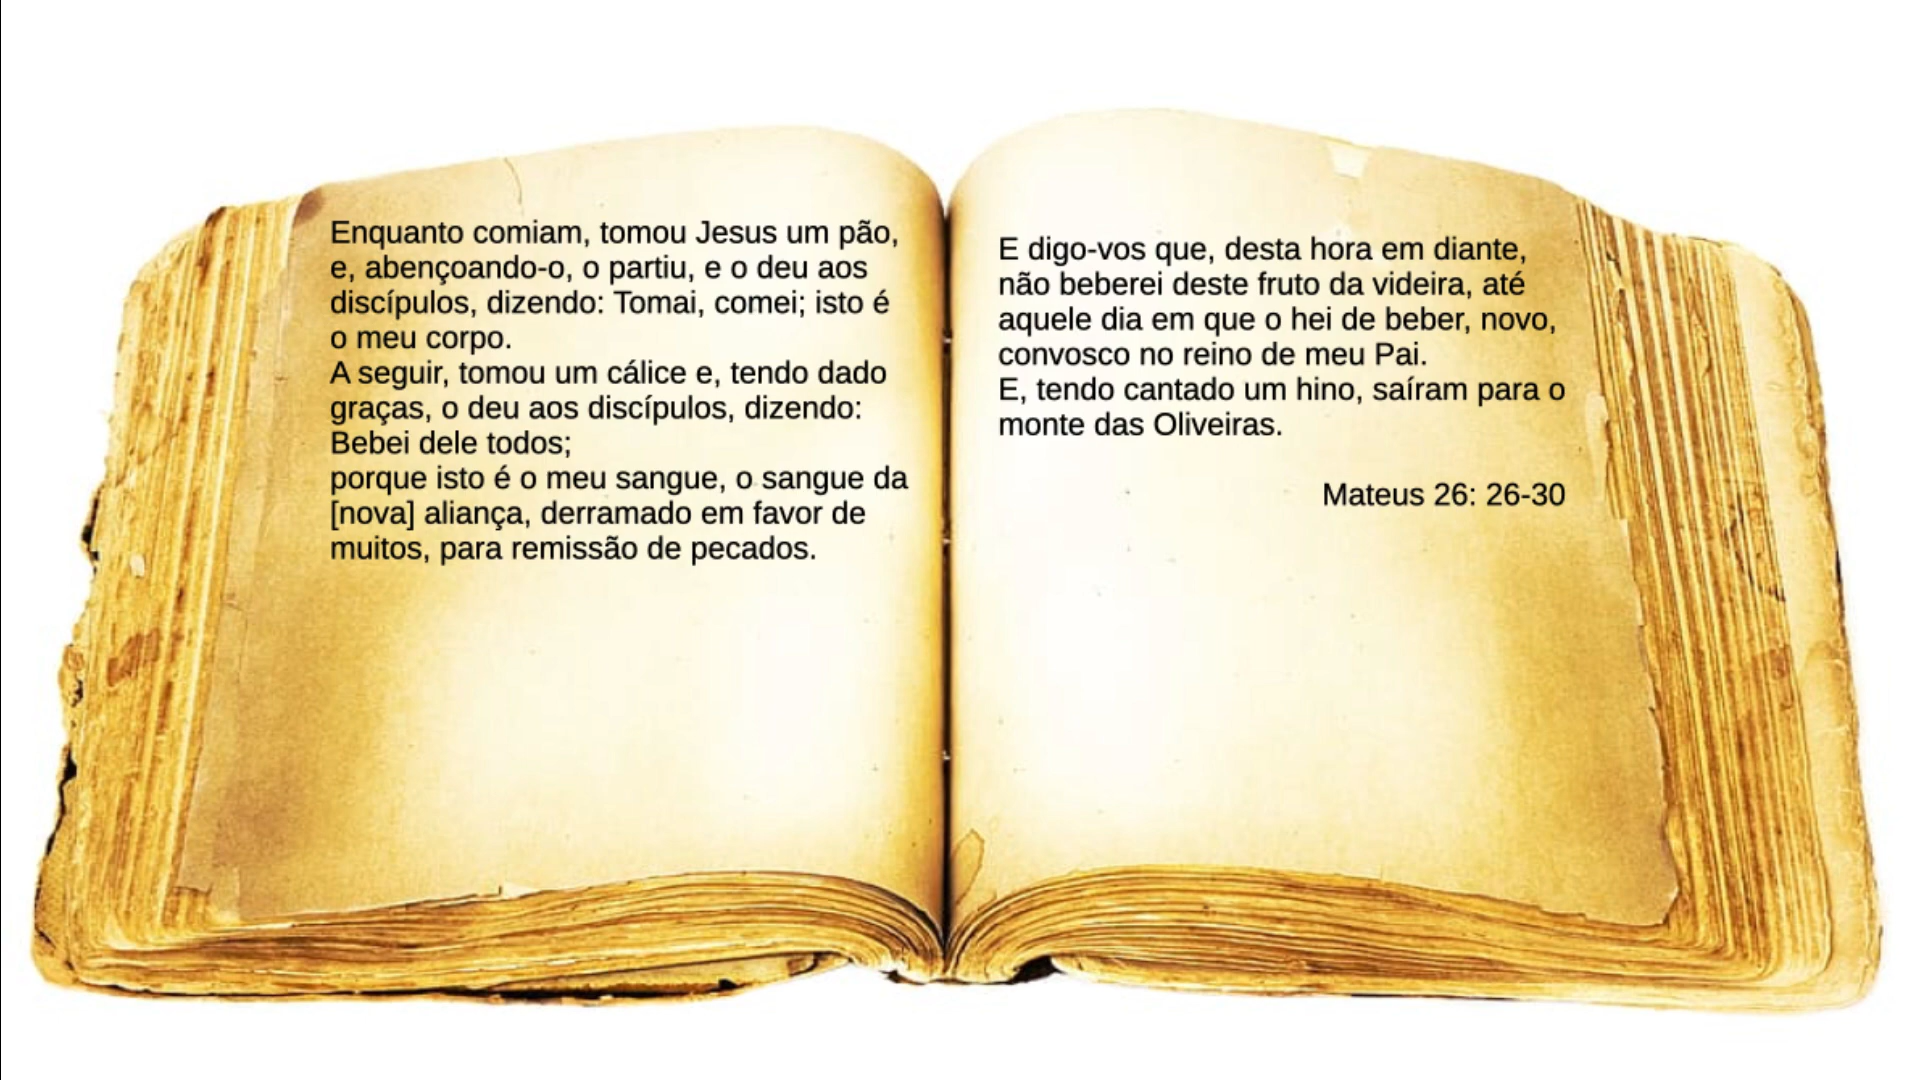 Enquanto comiam, tomou Jesus um pão,
e, abençoando-o, o partiu, e o deu aos
discípulos, dizendo: Tomai, comei; isto é
o meu corpo.
A seguir, tomou um cálice e, tendo dado
graças, o deu aos discípulos, dizendo:
Bebei dele todos;
porque isto é o meu sangue, o sangue da
[nova] aliança, derramado em favor de
muitos, para remissão de pecados.
E digo-vos que, desta hora em diante,
não beberei deste fruto da videira, até
aquele dia em que o hei de beber, novo,
convosco no reino de meu Pai.
E, tendo cantado um hino, saíram para o
monte das Oliveiras.
Mateus 26: 26-30